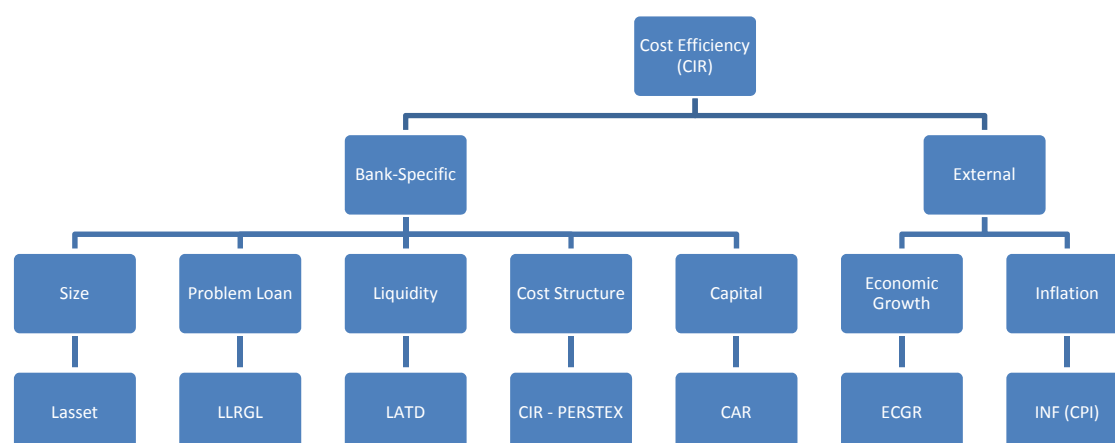 Cost Efficiency
(CIR)
Bank-Specific
External
Size
Problem Loan
Liquidity
Cost Structure
Capital
Economic
Growth
Inflation
Lasset
LLRGL
LATD
CIR - PERSTEX
CAR
ECGR
INF (CPI)